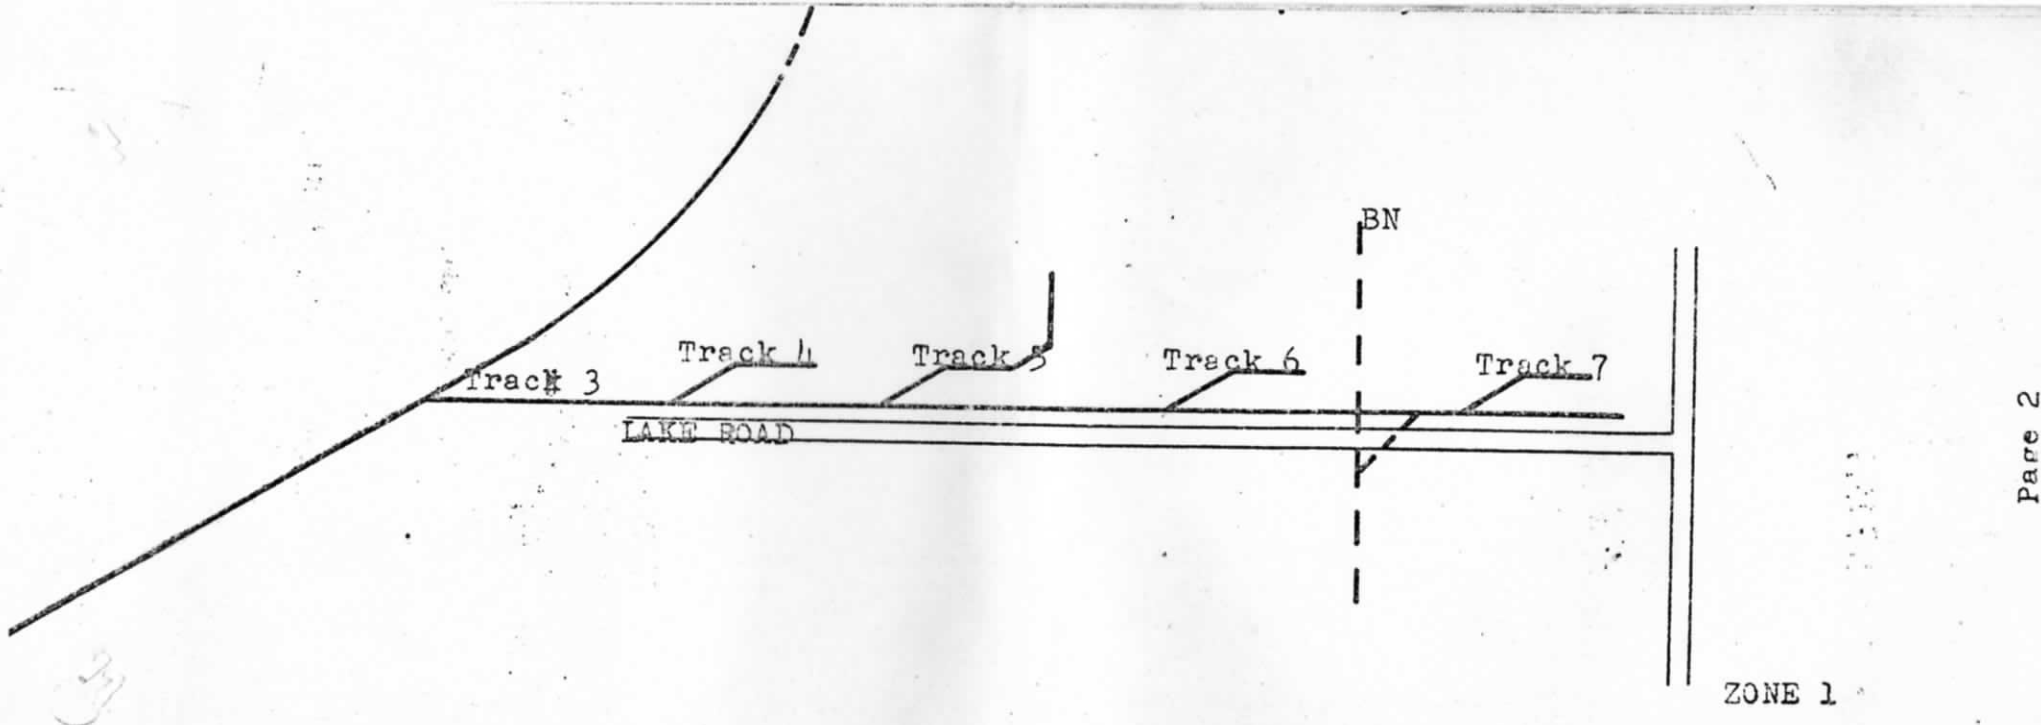 BN
Track 3
Track 4
Track 5
Track 6
Track 7
LAKE ROAD
ZONE 1
Page 2